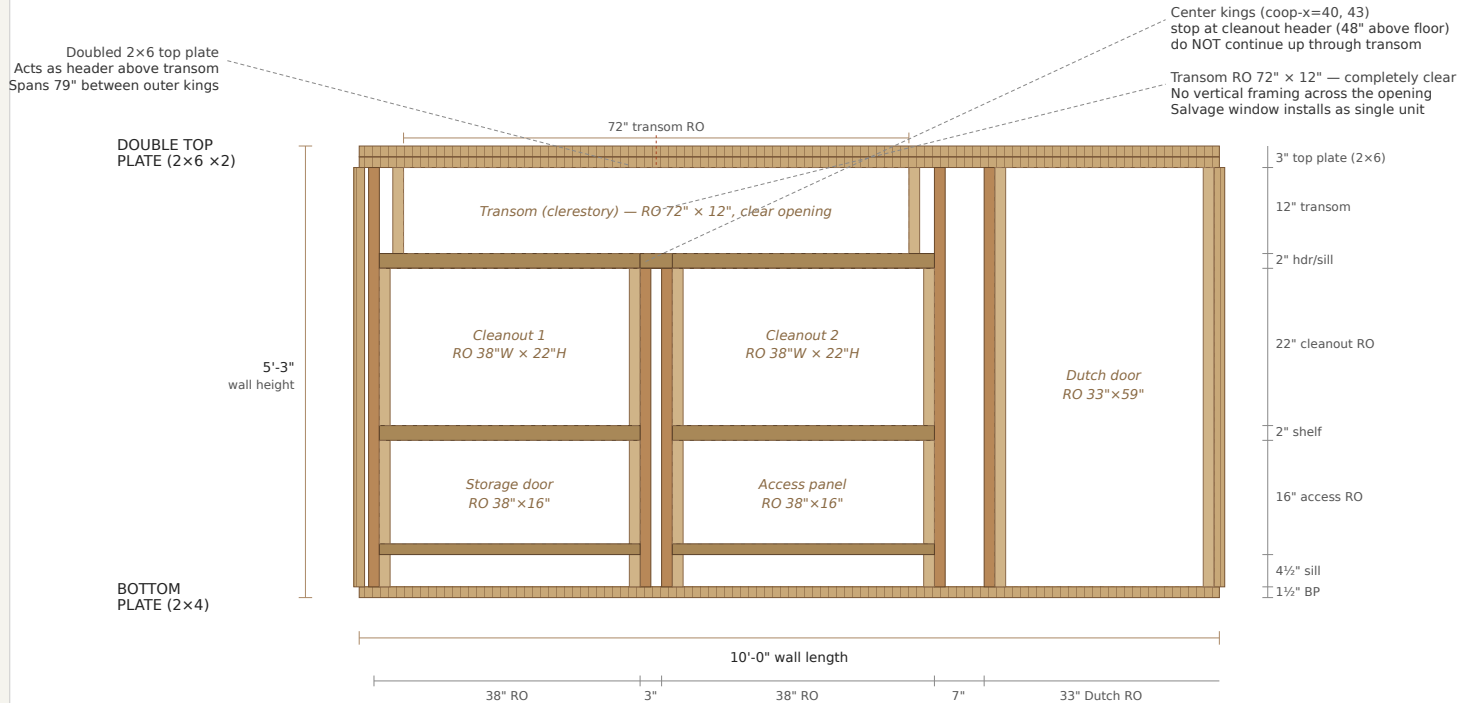 Center kings (coop-x=40, 43)
stop at cleanout header (48" above floor)
do NOT continue up through transom
Doubled 2×6 top plate
Acts as header above transom
Spans 79" between outer kings
Transom RO 72" × 12" — completely clear
No vertical framing across the opening
Salvage window installs as single unit
72" transom RO
DOUBLE TOP
PLATE (2×6 ×2)
3" top plate (2×6)
Transom (clerestory) — RO 72" × 12", clear opening
12" transom
2" hdr/sill
Cleanout 1
RO 38"W × 22"H
Cleanout 2
RO 38"W × 22"H
22" cleanout RO
5'-3"
wall height
Dutch door
RO 33"×59"
2" shelf
Storage door
RO 38"×16"
Access panel
RO 38"×16"
16" access RO
4½" sill
BOTTOM
PLATE (2×4)
1½" BP
10'-0" wall length
38" RO
3"
38" RO
7"
33" Dutch RO